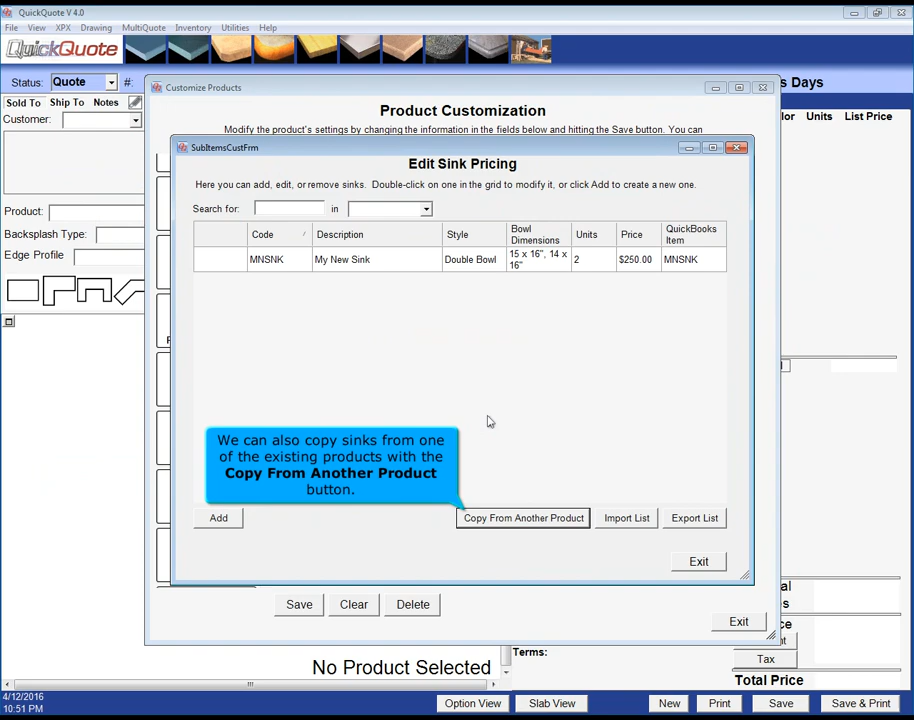 QuickQuote V 4.0
File View XPX Drawing MultiQuote Inventory Utilities Help
QuickQuote
Status: Quote #:
s Days
Sold To Ship To Notes
Customer:
Product:
Backsplash Type:
Edge Profile
lor Units List Price
Customize Products
Product Customization
Modify the product's settings by changing the information in the fields below and hitting the Save button. You can
SubItemsCustFrm
Edit Sink Pricing
Here you can add, edit, or remove sinks. Double-click on one in the grid to modify it, or click Add to create a new one.
Search for: in
Code Description Style Bowl Dimensions Units Price QuickBooks Item
MNSNK My New Sink Double Bowl 15 x 16", 14 x 16" 2 $250.00 MNSNK
We can also copy sinks from one
of the existing products with the
Copy From Another Product
button.
Add Copy From Another Product Import List Export List
Exit
Save Clear Delete
Exit
al
s
ce
nt
Terms:
Tax
No Product Selected
Total Price
4/12/2016
10:51 PM
Option View Slab View New Print Save Save & Print